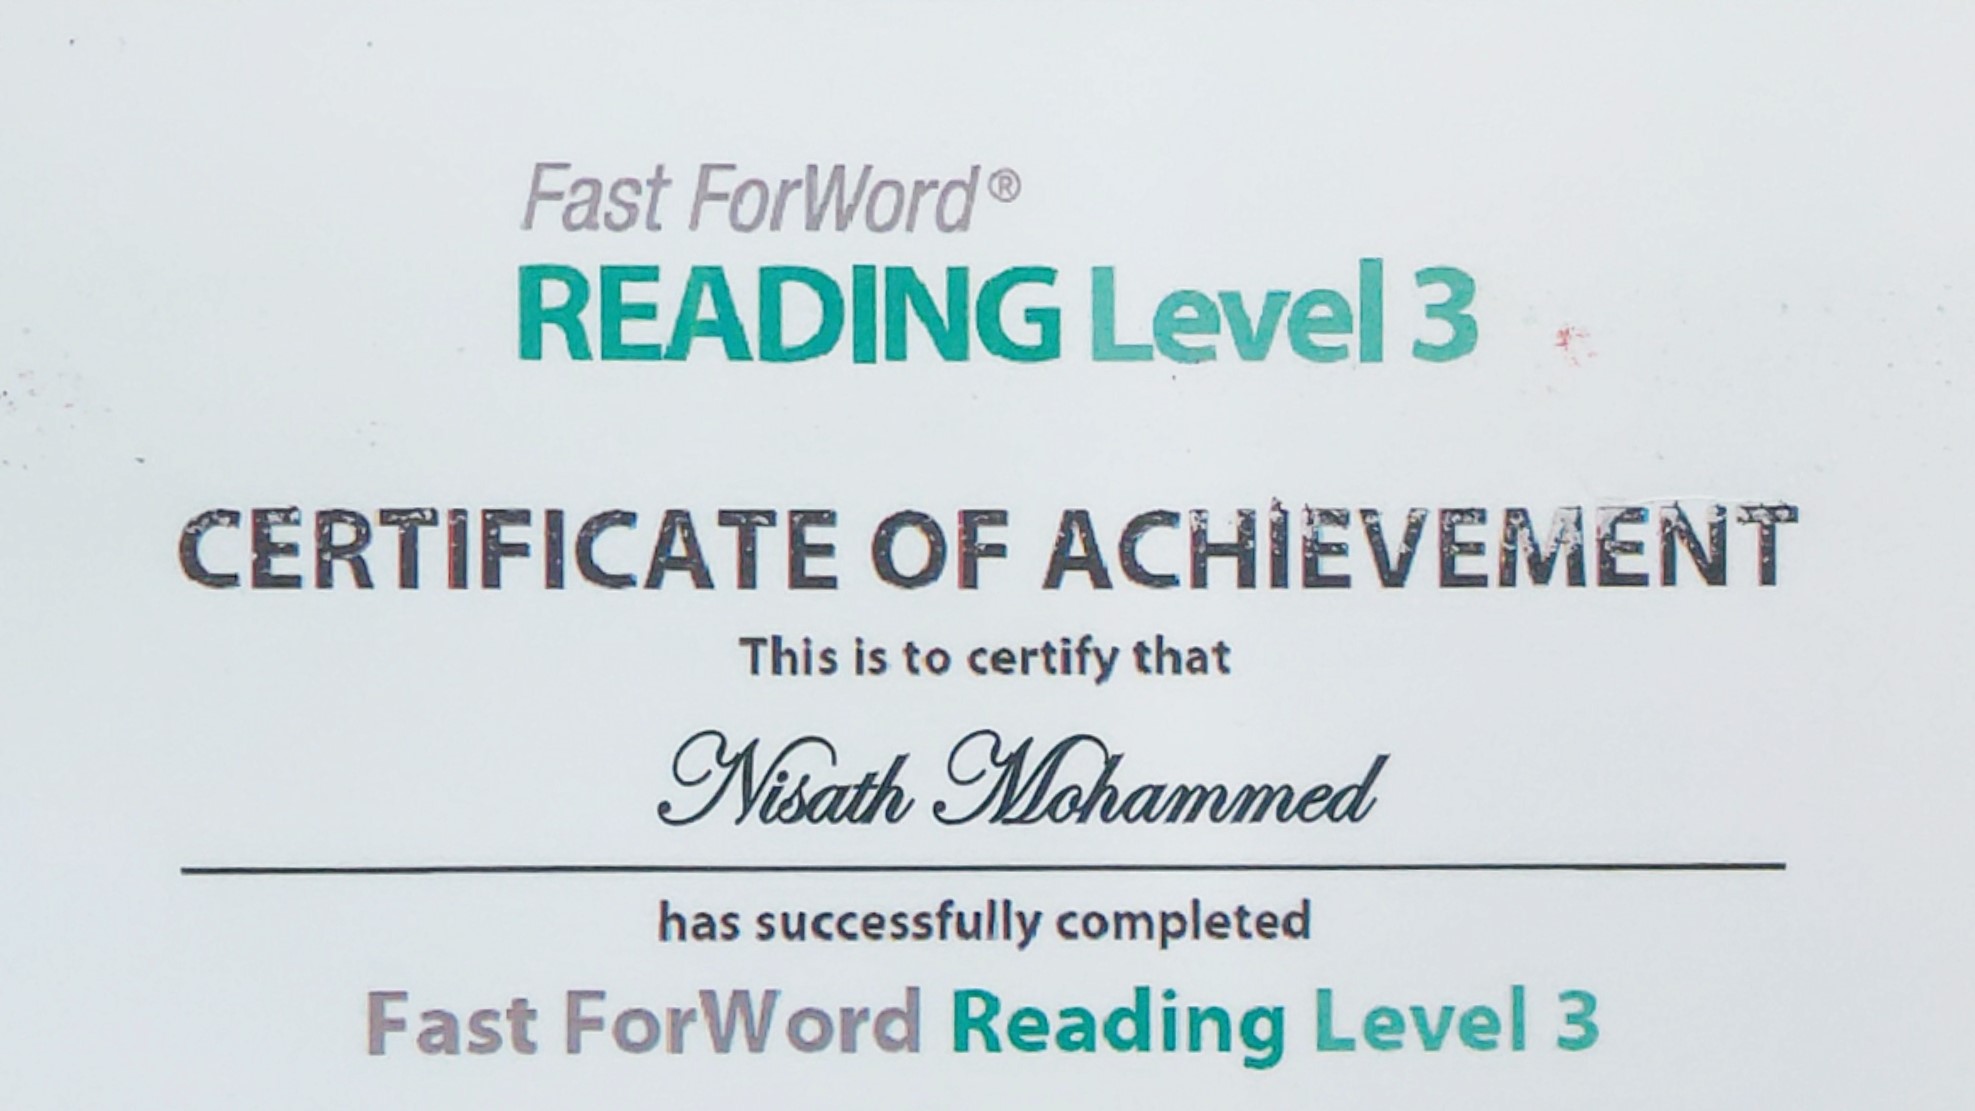 Fast ForWord®
READING Level 3
CERTIFICATE OF ACHIEVEMENT
This is to certify that
Nisath Mohammed
has successfully completed
Fast ForWord Reading Level 3